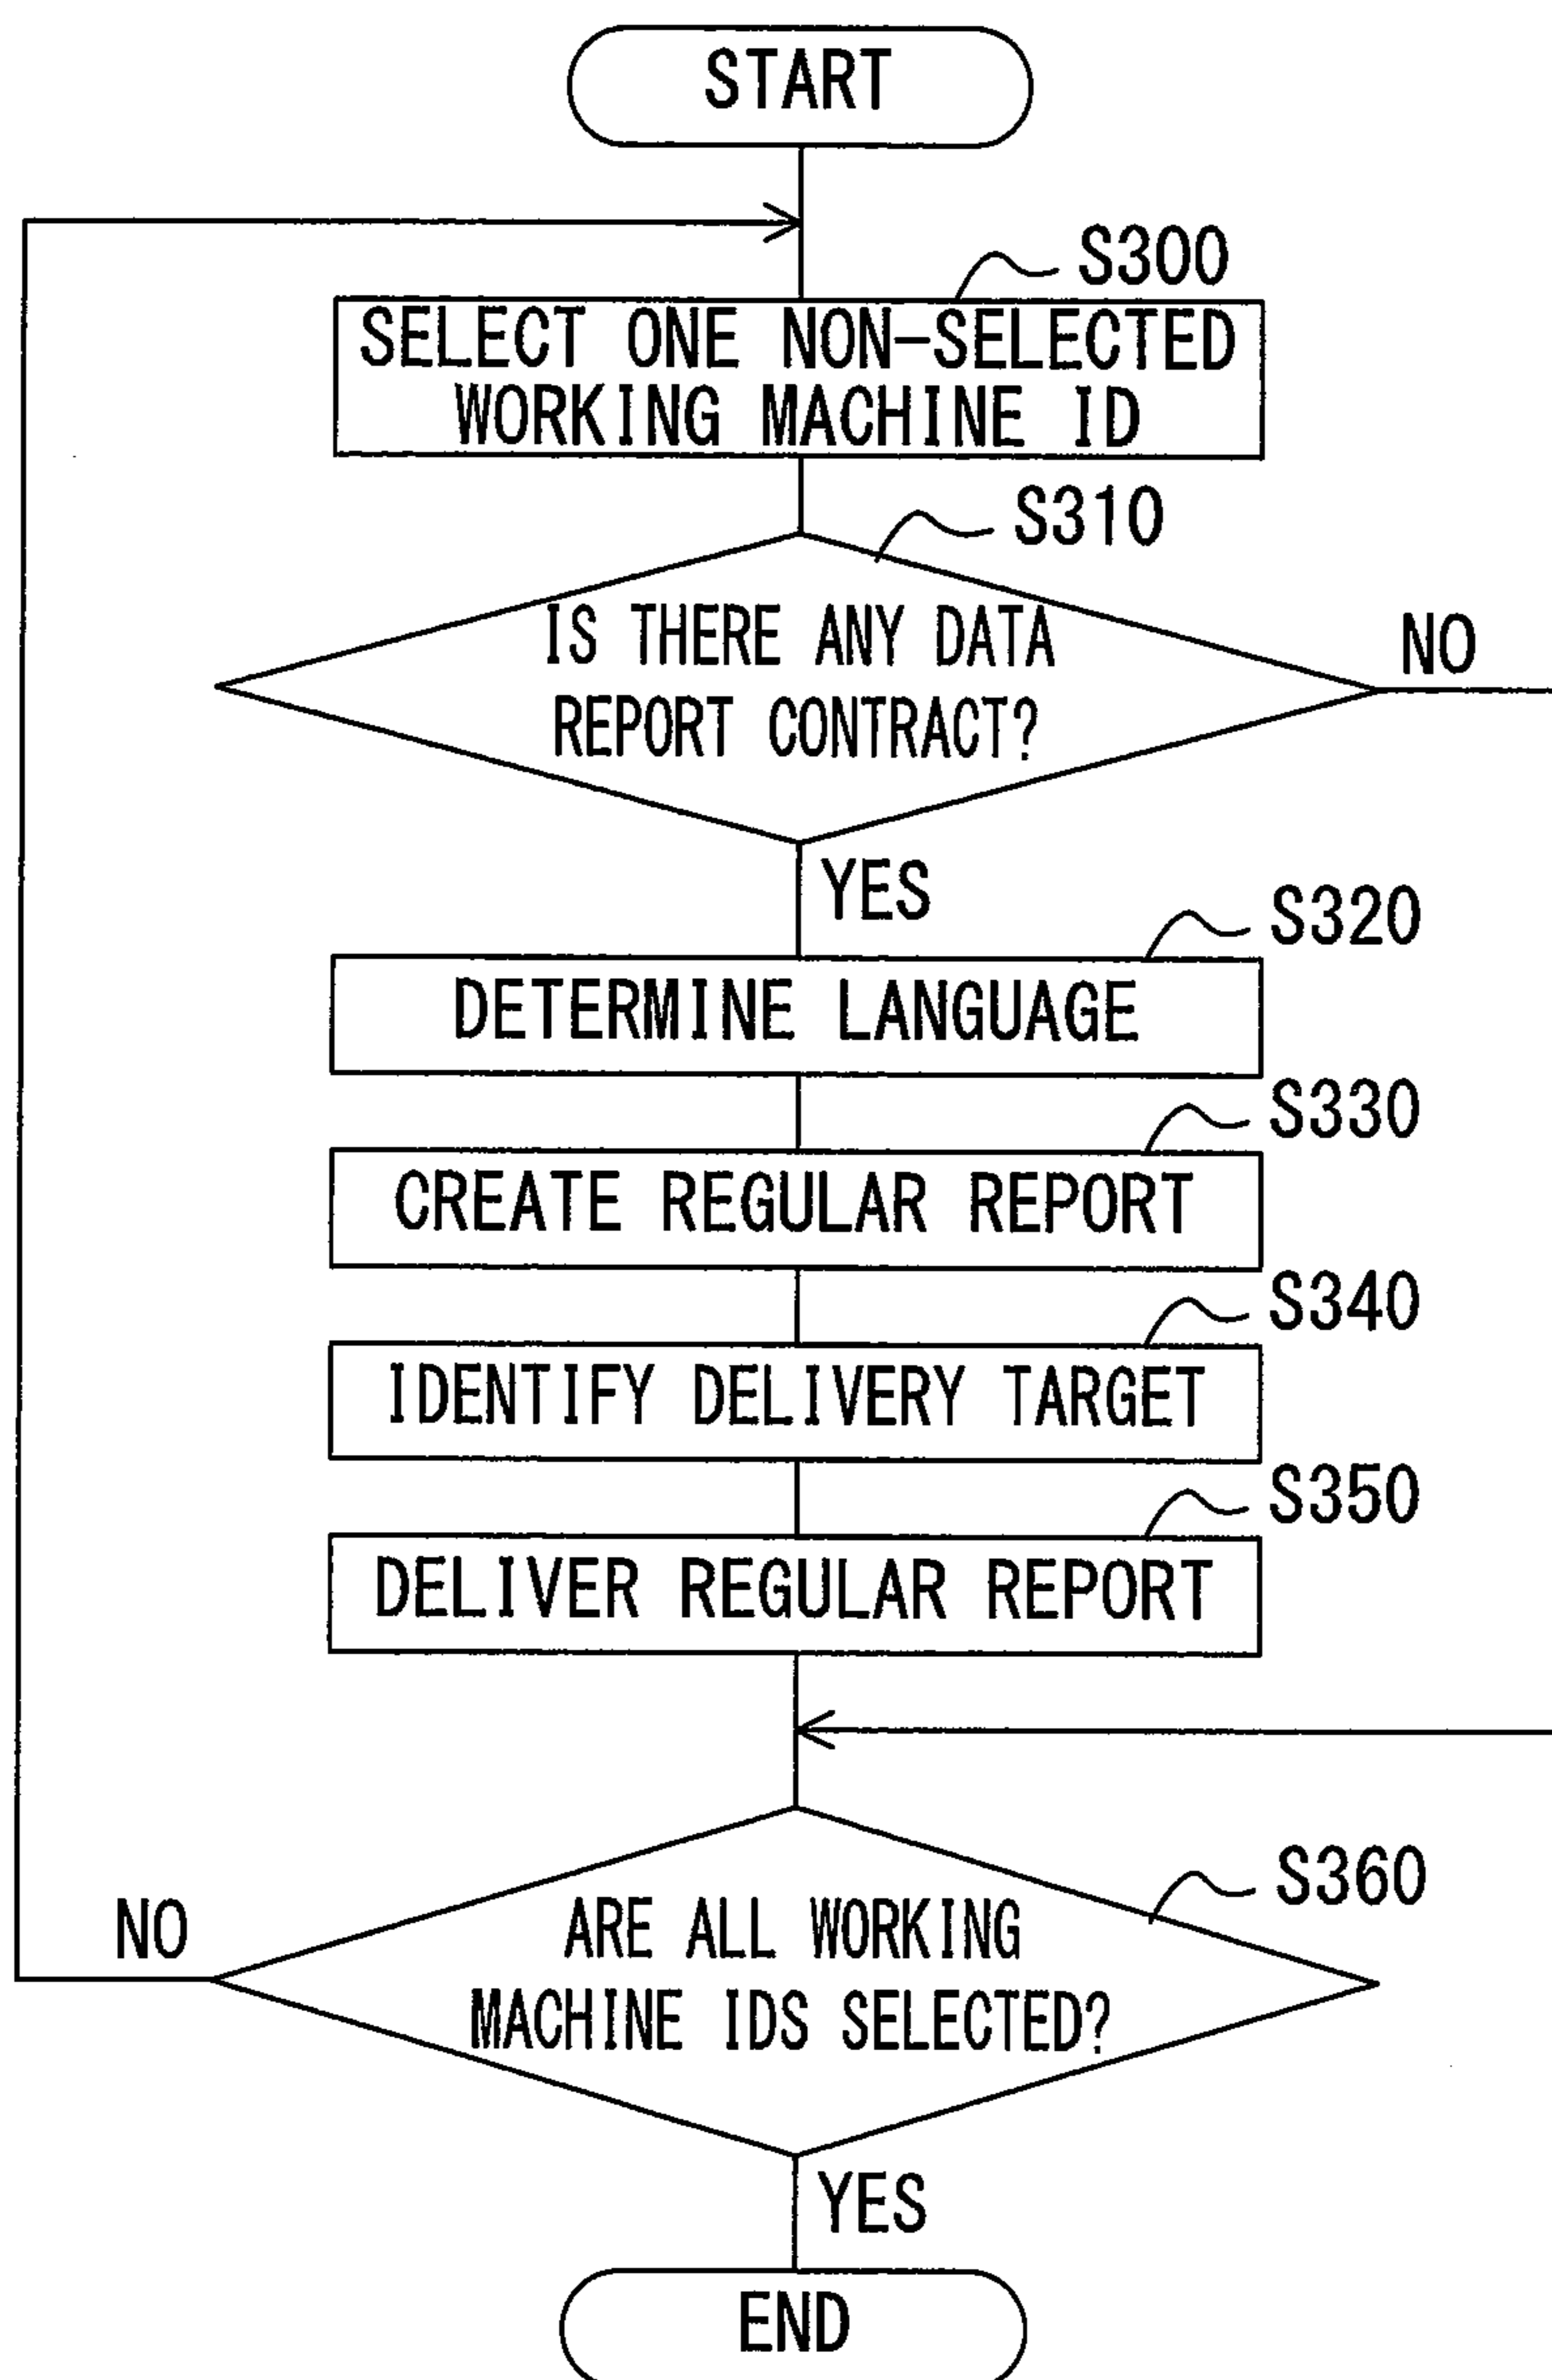 START
S300
SELECT ONE NON-SELECTED
WORKING MACHINE ID
S310
IS THERE ANY DATA
REPORT CONTRACT?
NO
YES
S320
DETERMINE LANGUAGE
S330
CREATE REGULAR REPORT
S340
IDENTIFY DELIVERY TARGET
S350
DELIVER REGULAR REPORT
S360
ARE ALL WORKING
MACHINE IDS SELECTED?
NO
YES
END